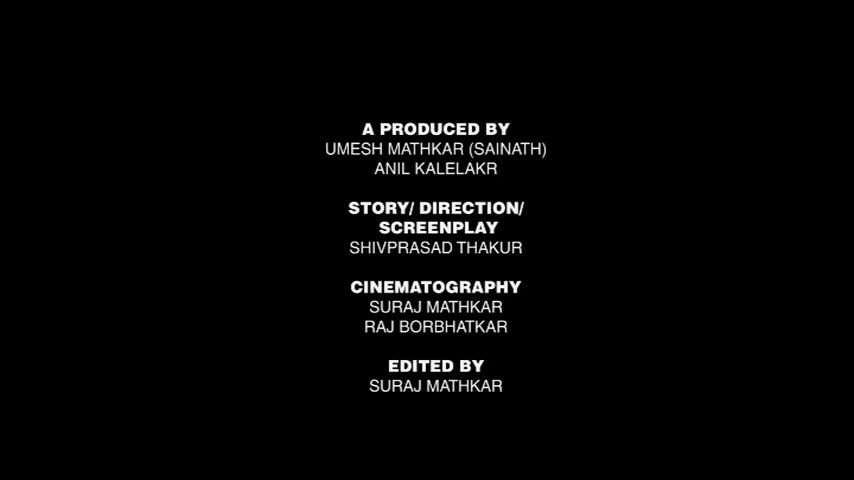 A PRODUCED BY
UMESH MATHKAR (SAINATH)
ANIL KALELAKR
STORY/ DIRECTION/
SCREENPLAY
SHIVPRASAD THAKUR
CINEMATOGRAPHY
SURAJ MATHKAR
RAJ BORBHATKAR
EDITED BY
SURAJ MATHKAR